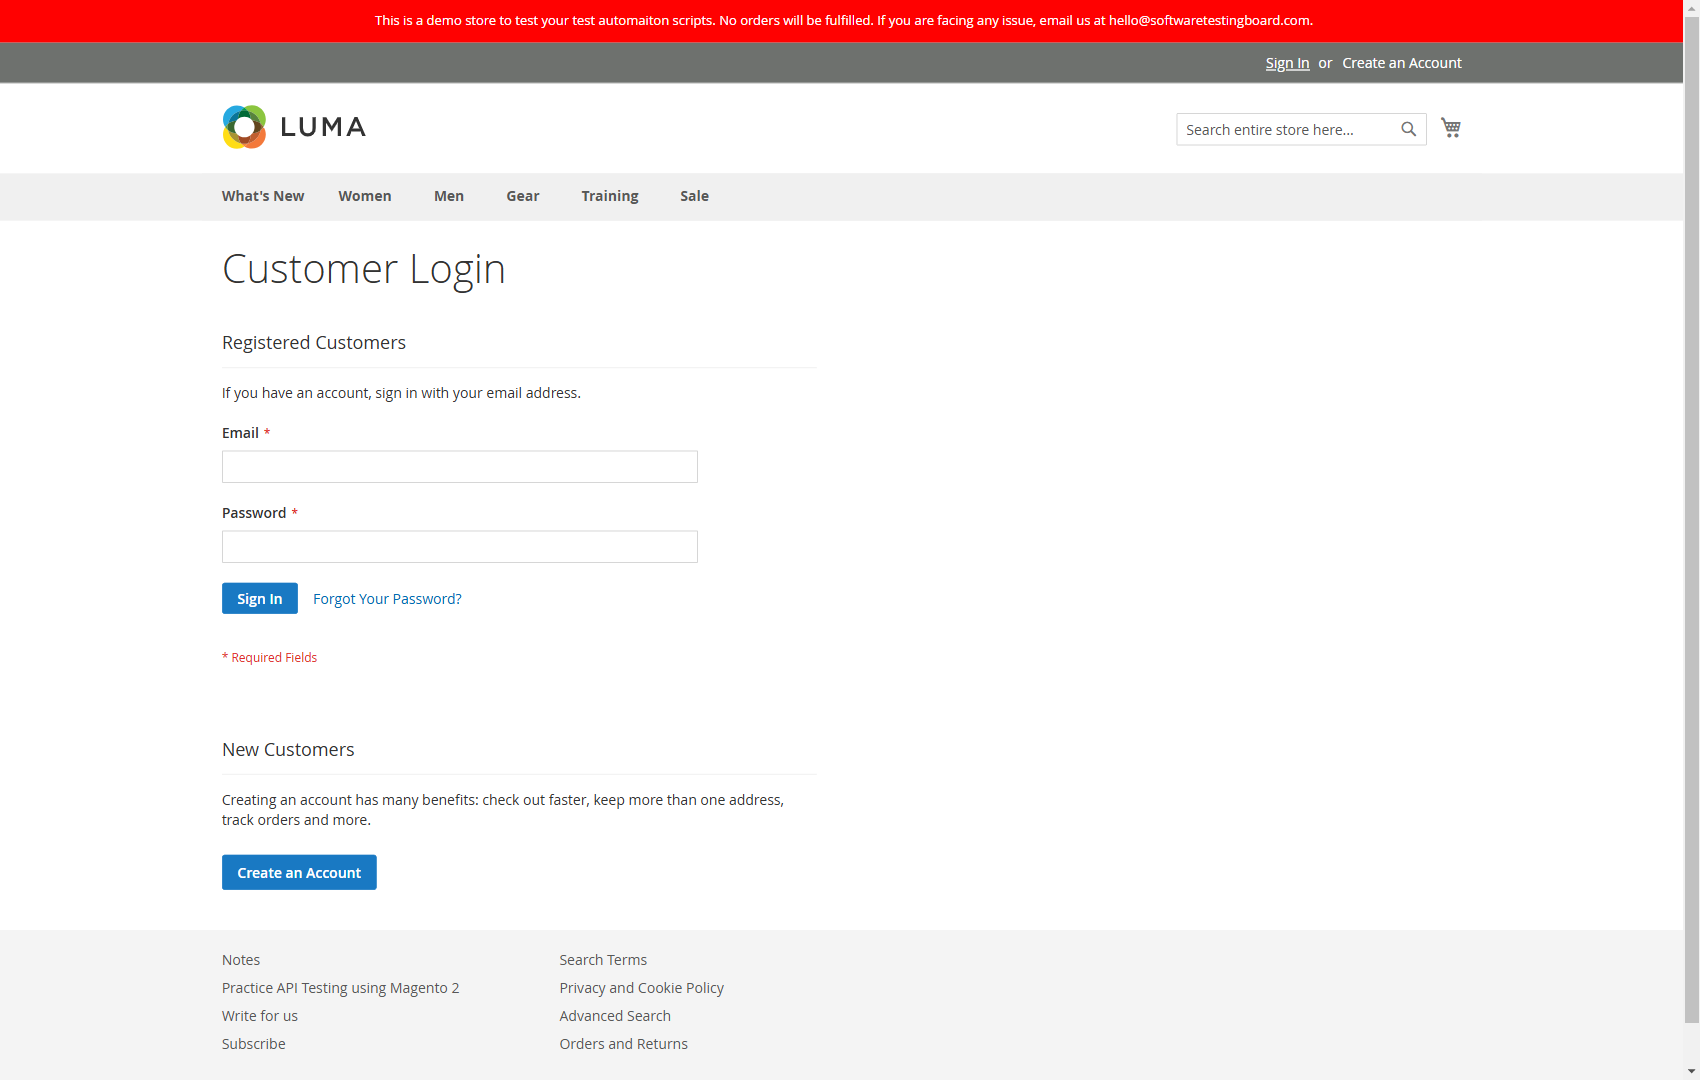 This is a demo store to test your test automaiton scripts. No orders will be fulfilled. If you are facing any issue, email us at hello@softwaretestingboard.com.
Sign In or Create an Account
LUMA
Search entire store here...
What's New Women Men Gear Training Sale
Customer Login
Registered Customers
If you have an account, sign in with your email address.
Email *
Password *
Sign In Forgot Your Password?
* Required Fields
New Customers
Creating an account has many benefits: check out faster, keep more than one address,
track orders and more.
Create an Account
Notes
Practice API Testing using Magento 2
Write for us
Subscribe
Search Terms
Privacy and Cookie Policy
Advanced Search
Orders and Returns